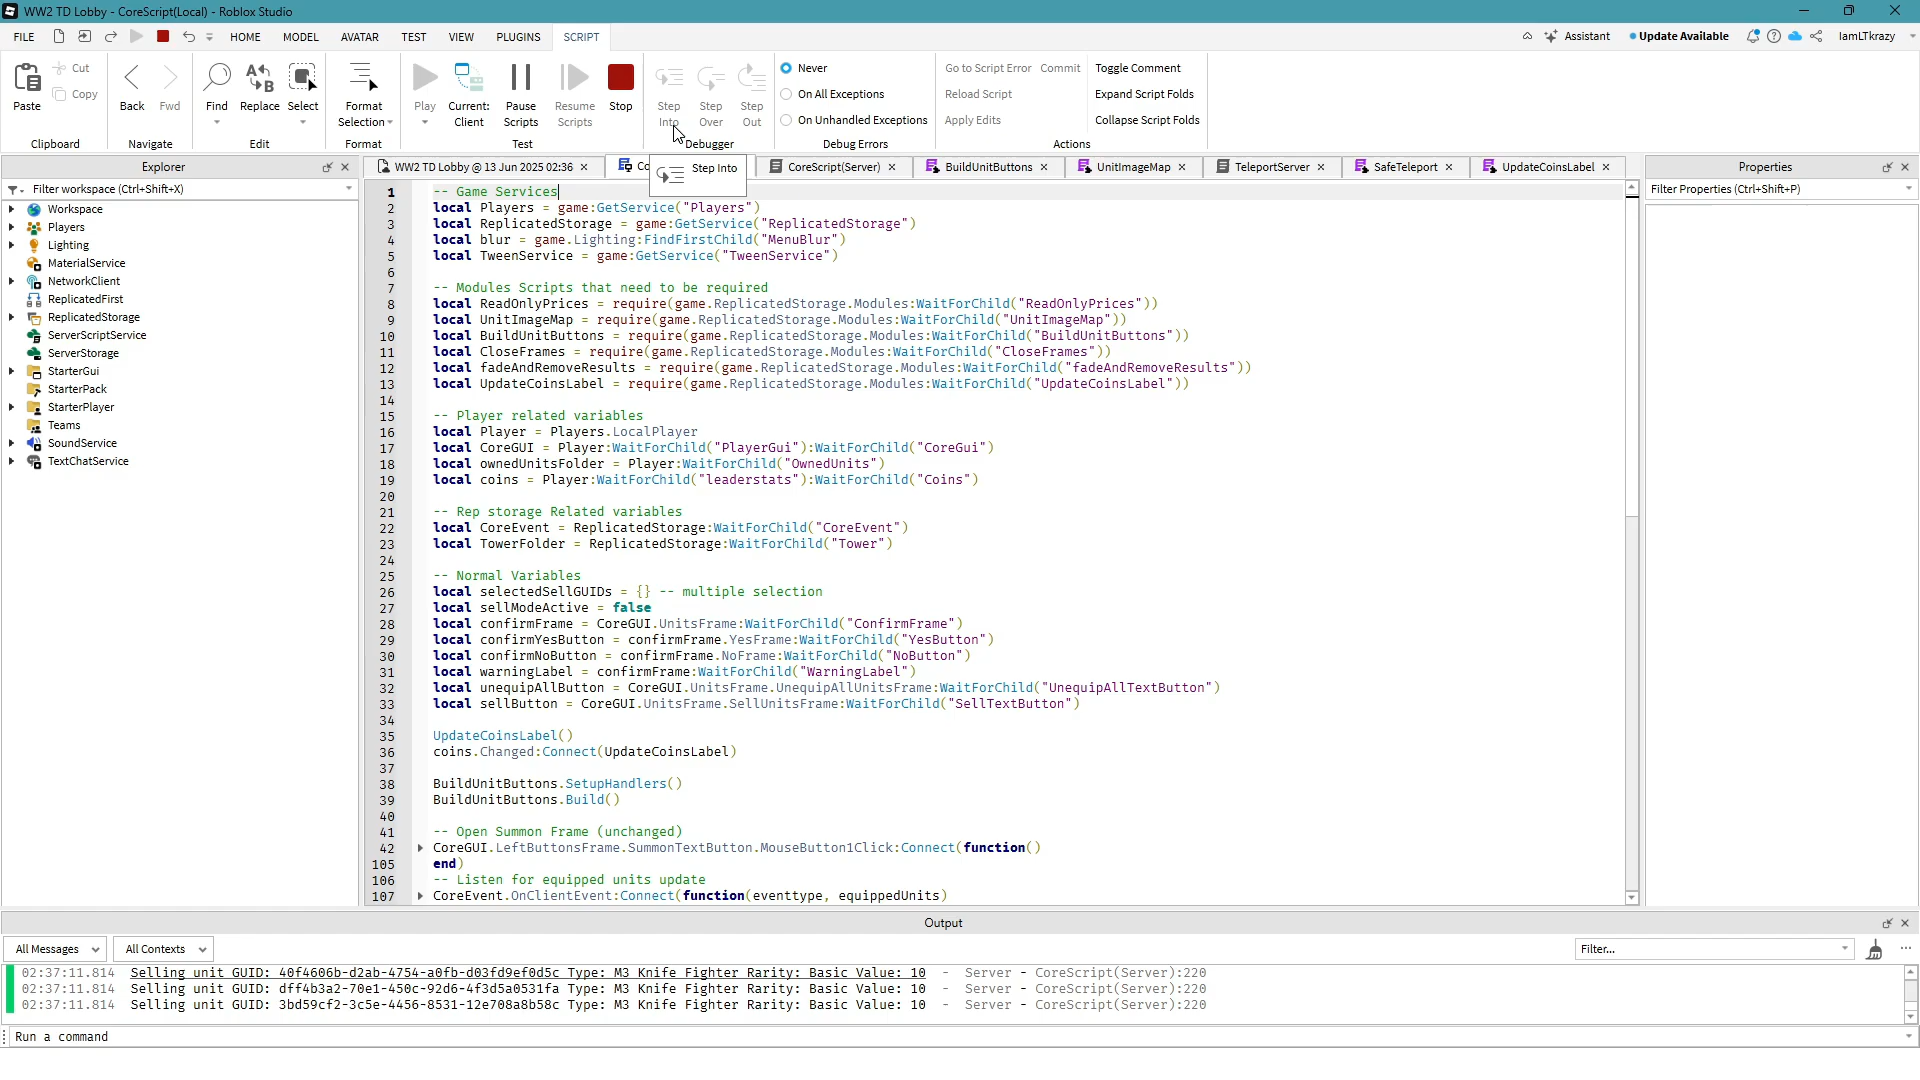 WW2 TD Lobby - CoreScript(Local) - Roblox Studio
FILE HOME MODEL AVATAR TEST VIEW PLUGINS SCRIPT Assistant Update Available IamLTkrazy
Paste Cut Copy Clipboard
Back Fwd Navigate
Find Replace Select Edit
Format Selection Format
Play Current: Client Pause Scripts Resume Scripts Stop Test
Step Into Step Over Step Out Debugger
Never
On All Exceptions
On Unhandled Exceptions
Debug Errors
Go to Script Error Commit Toggle Comment
Reload Script Expand Script Folds
Apply Edits Collapse Script Folds
Actions
Explorer
Filter workspace (Ctrl+Shift+X)
Workspace
Players
Lighting
MaterialService
NetworkClient
ReplicatedFirst
ReplicatedStorage
ServerScriptService
ServerStorage
StarterGui
StarterPack
StarterPlayer
Teams
SoundService
TextChatService
WW2 TD Lobby @ 13 Jun 2025 02:36 Co CoreScript(Server) BuildUnitButtons UnitImageMap TeleportServer SafeTeleport UpdateCoinsLabel
Step Into
1 -- Game Services
2 local Players = game:GetService("Players")
3 local ReplicatedStorage = game:GetService("ReplicatedStorage")
4 local blur = game.Lighting:FindFirstChild("MenuBlur")
5 local TweenService = game:GetService("TweenService")
6
7 -- Modules Scripts that need to be required
8 local ReadOnlyPrices = require(game.ReplicatedStorage.Modules:WaitForChild("ReadOnlyPrices"))
9 local UnitImageMap = require(game.ReplicatedStorage.Modules:WaitForChild("UnitImageMap"))
10 local BuildUnitButtons = require(game.ReplicatedStorage.Modules:WaitForChild("BuildUnitButtons"))
11 local CloseFrames = require(game.ReplicatedStorage.Modules:WaitForChild("CloseFrames"))
12 local fadeAndRemoveResults = require(game.ReplicatedStorage.Modules:WaitForChild("fadeAndRemoveResults"))
13 local UpdateCoinsLabel = require(game.ReplicatedStorage.Modules:WaitForChild("UpdateCoinsLabel"))
14
15 -- Player related variables
16 local Player = Players.LocalPlayer
17 local CoreGUI = Player:WaitForChild("PlayerGui"):WaitForChild("CoreGui")
18 local ownedUnitsFolder = Player:WaitForChild("OwnedUnits")
19 local coins = Player:WaitForChild("leaderstats"):WaitForChild("Coins")
20
21 -- Rep storage Related variables
22 local CoreEvent = ReplicatedStorage:WaitForChild("CoreEvent")
23 local TowerFolder = ReplicatedStorage:WaitForChild("Tower")
24
25 -- Normal Variables
26 local selectedSellGUIDs = {} -- multiple selection
27 local sellModeActive = false
28 local confirmFrame = CoreGUI.UnitsFrame:WaitForChild("ConfirmFrame")
29 local confirmYesButton = confirmFrame.YesFrame:WaitForChild("YesButton")
30 local confirmNoButton = confirmFrame.NoFrame:WaitForChild("NoButton")
31 local warningLabel = confirmFrame:WaitForChild("WarningLabel")
32 local unequipAllButton = CoreGUI.UnitsFrame.UnequipAllUnitsFrame:WaitForChild("UnequipAllTextButton")
33 local sellButton = CoreGUI.UnitsFrame.SellUnitsFrame:WaitForChild("SellTextButton")
34
35 UpdateCoinsLabel()
36 coins.Changed:Connect(UpdateCoinsLabel)
37
38 BuildUnitButtons.SetupHandlers()
39 BuildUnitButtons.Build()
40
41 -- Open Summon Frame (unchanged)
42 CoreGUI.LeftButtonsFrame.SummonTextButton.MouseButton1Click:Connect(function()
105 end)
106 -- Listen for equipped units update
107 CoreEvent.OnClientEvent:Connect(function(eventtype, equippedUnits)
Properties
Filter Properties (Ctrl+Shift+P)
Output
All Messages All Contexts Filter...
02:37:11.814 Selling unit GUID: 40f4606b-d2ab-4754-a0fb-d03fd9ef0d5c Type: M3 Knife Fighter Rarity: Basic Value: 10 - Server - CoreScript(Server):220
02:37:11.814 Selling unit GUID: dff4b3a2-70e1-450c-92d6-4f3d5a0531fa Type: M3 Knife Fighter Rarity: Basic Value: 10 - Server - CoreScript(Server):220
02:37:11.814 Selling unit GUID: 3bd59cf2-3c5e-4456-8531-12e708a8b58c Type: M3 Knife Fighter Rarity: Basic Value: 10 - Server - CoreScript(Server):220
Run a command